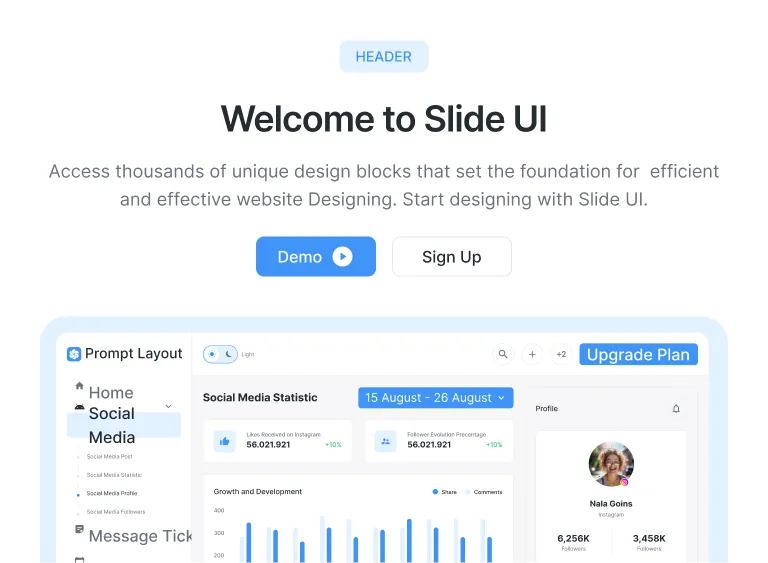 HEADER
Welcome to Slide UI
Access thousands of unique design blocks that set the foundation for efficient
and effective website Designing. Start designing with Slide UI.
Demo
Sign Up
Prompt Layout
Light
+2
Upgrade Plan
Home
Social
Media
Social Media Post
Social Media Statistic
Social Media Profile
Social Media Followers
Message Tick
Social Media Statistic
15 August - 26 August
Likes Received on Instagram
56.021.921
+10%
Follower Evolution Precentage
56.021.921
+10%
Growth and Development
Share
Comments
400
300
200
Profile
Nala Goins
Instagram
6,256K
Followers
3,458K
Followers